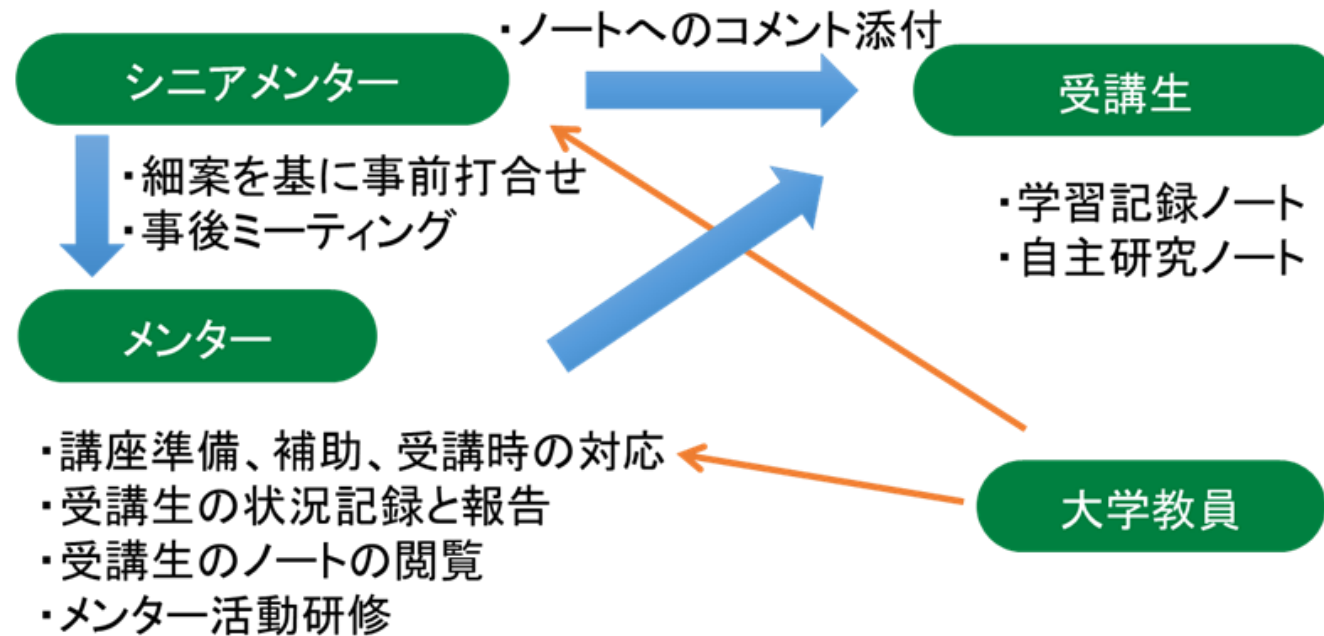 ・ノートへのコメント添付
シニアメンター
受講生
・細案を基に事前打合せ
・事後ミーティング
・学習記録ノート
・自主研究ノート
メンター
・講座準備、補助、受講時の対応
・受講生の状況記録と報告
・受講生のノートの閲覧
・メンター活動研修
大学教員